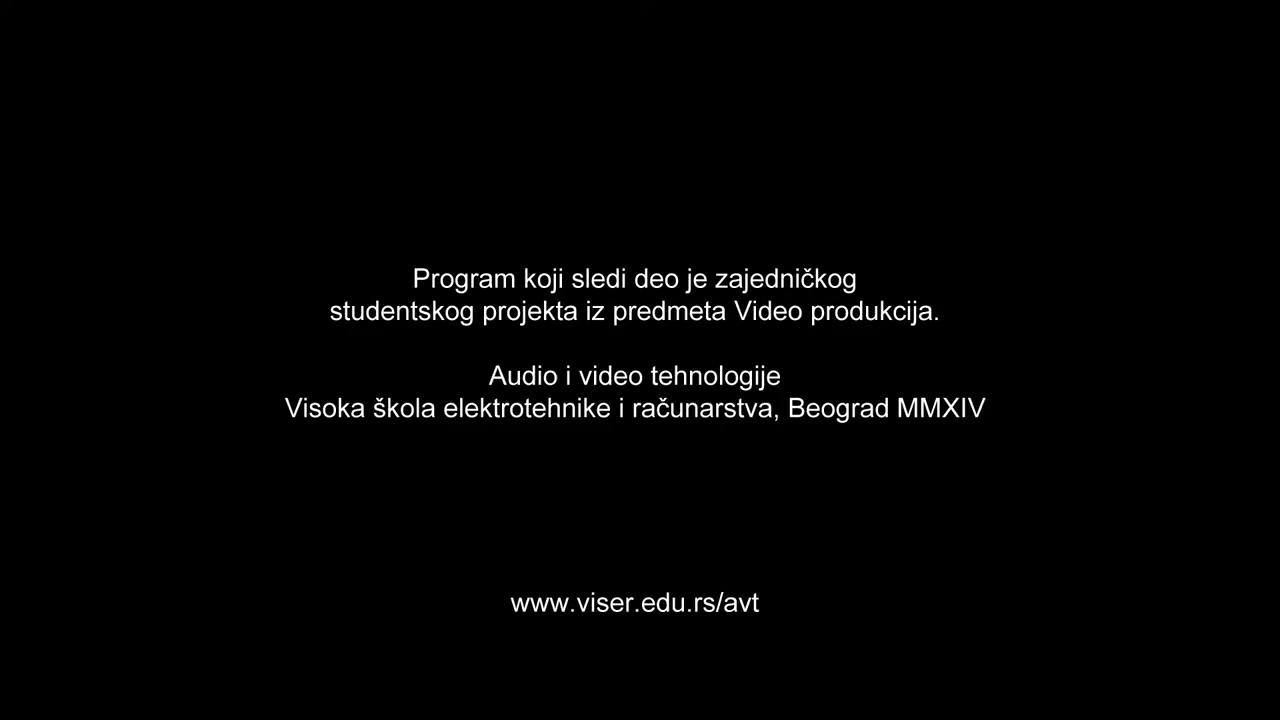 Program koji sledi deo je zajedničkog
studentskog projekta iz predmeta Video produkcija.
Audio i video tehnologije
Visoka škola elektrotehnike i računarstva, Beograd MMXIV
www.viser.edu.rs/avt